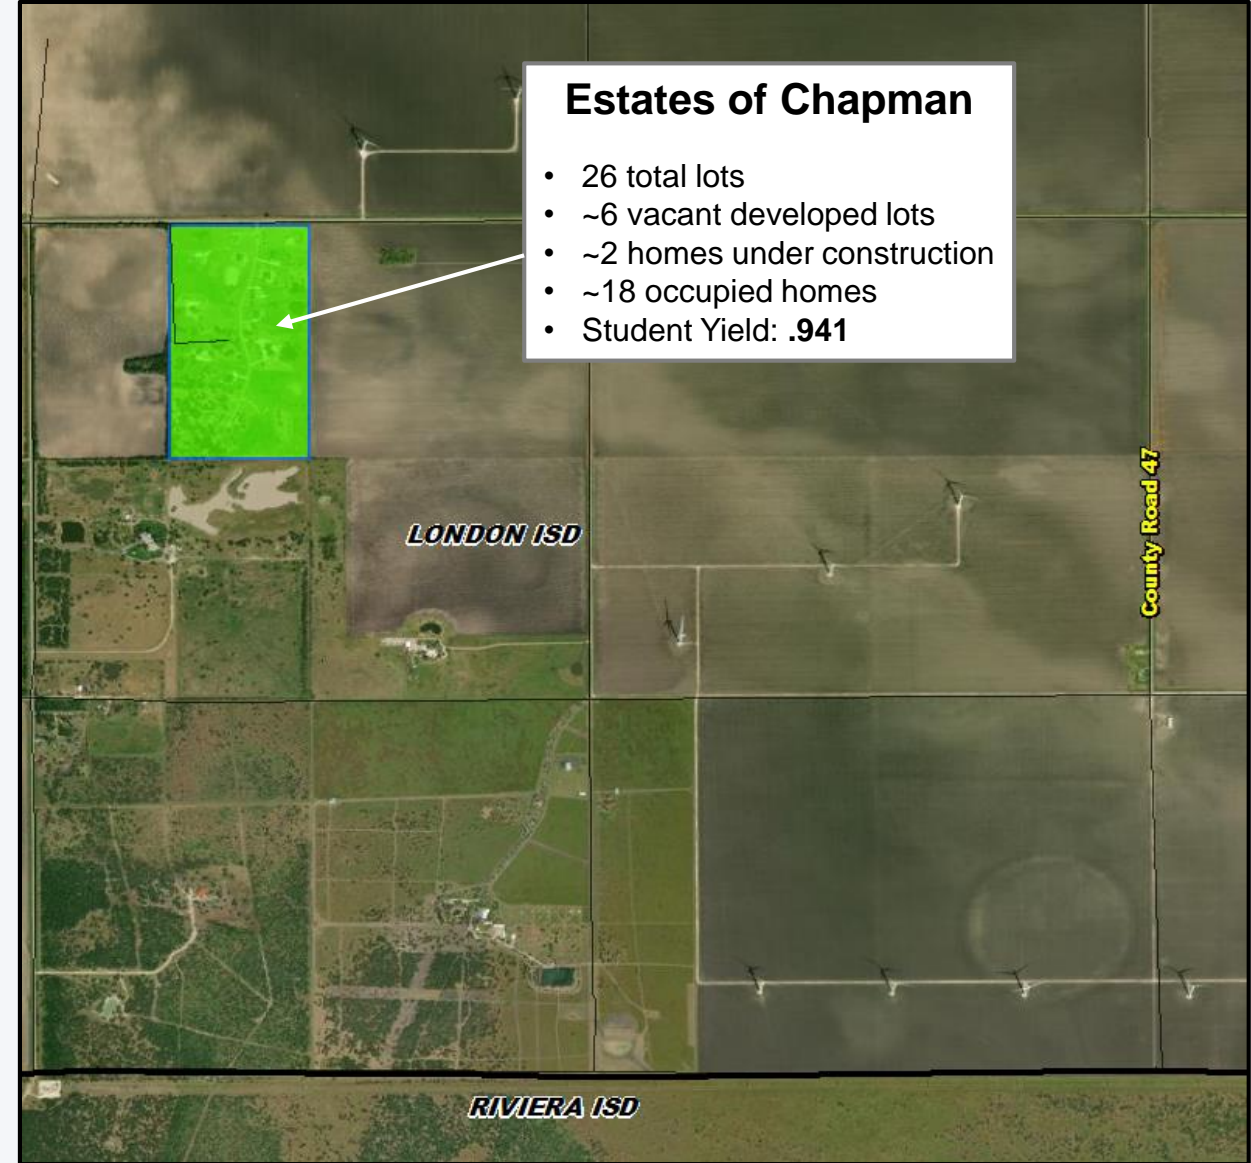 Estates of Chapman
• 26 total lots
• ~6 vacant developed lots
• ~2 homes under construction
• ~18 occupied homes
• Student Yield: .941
LONDON ISD
County Road 47
RIVIERA ISD